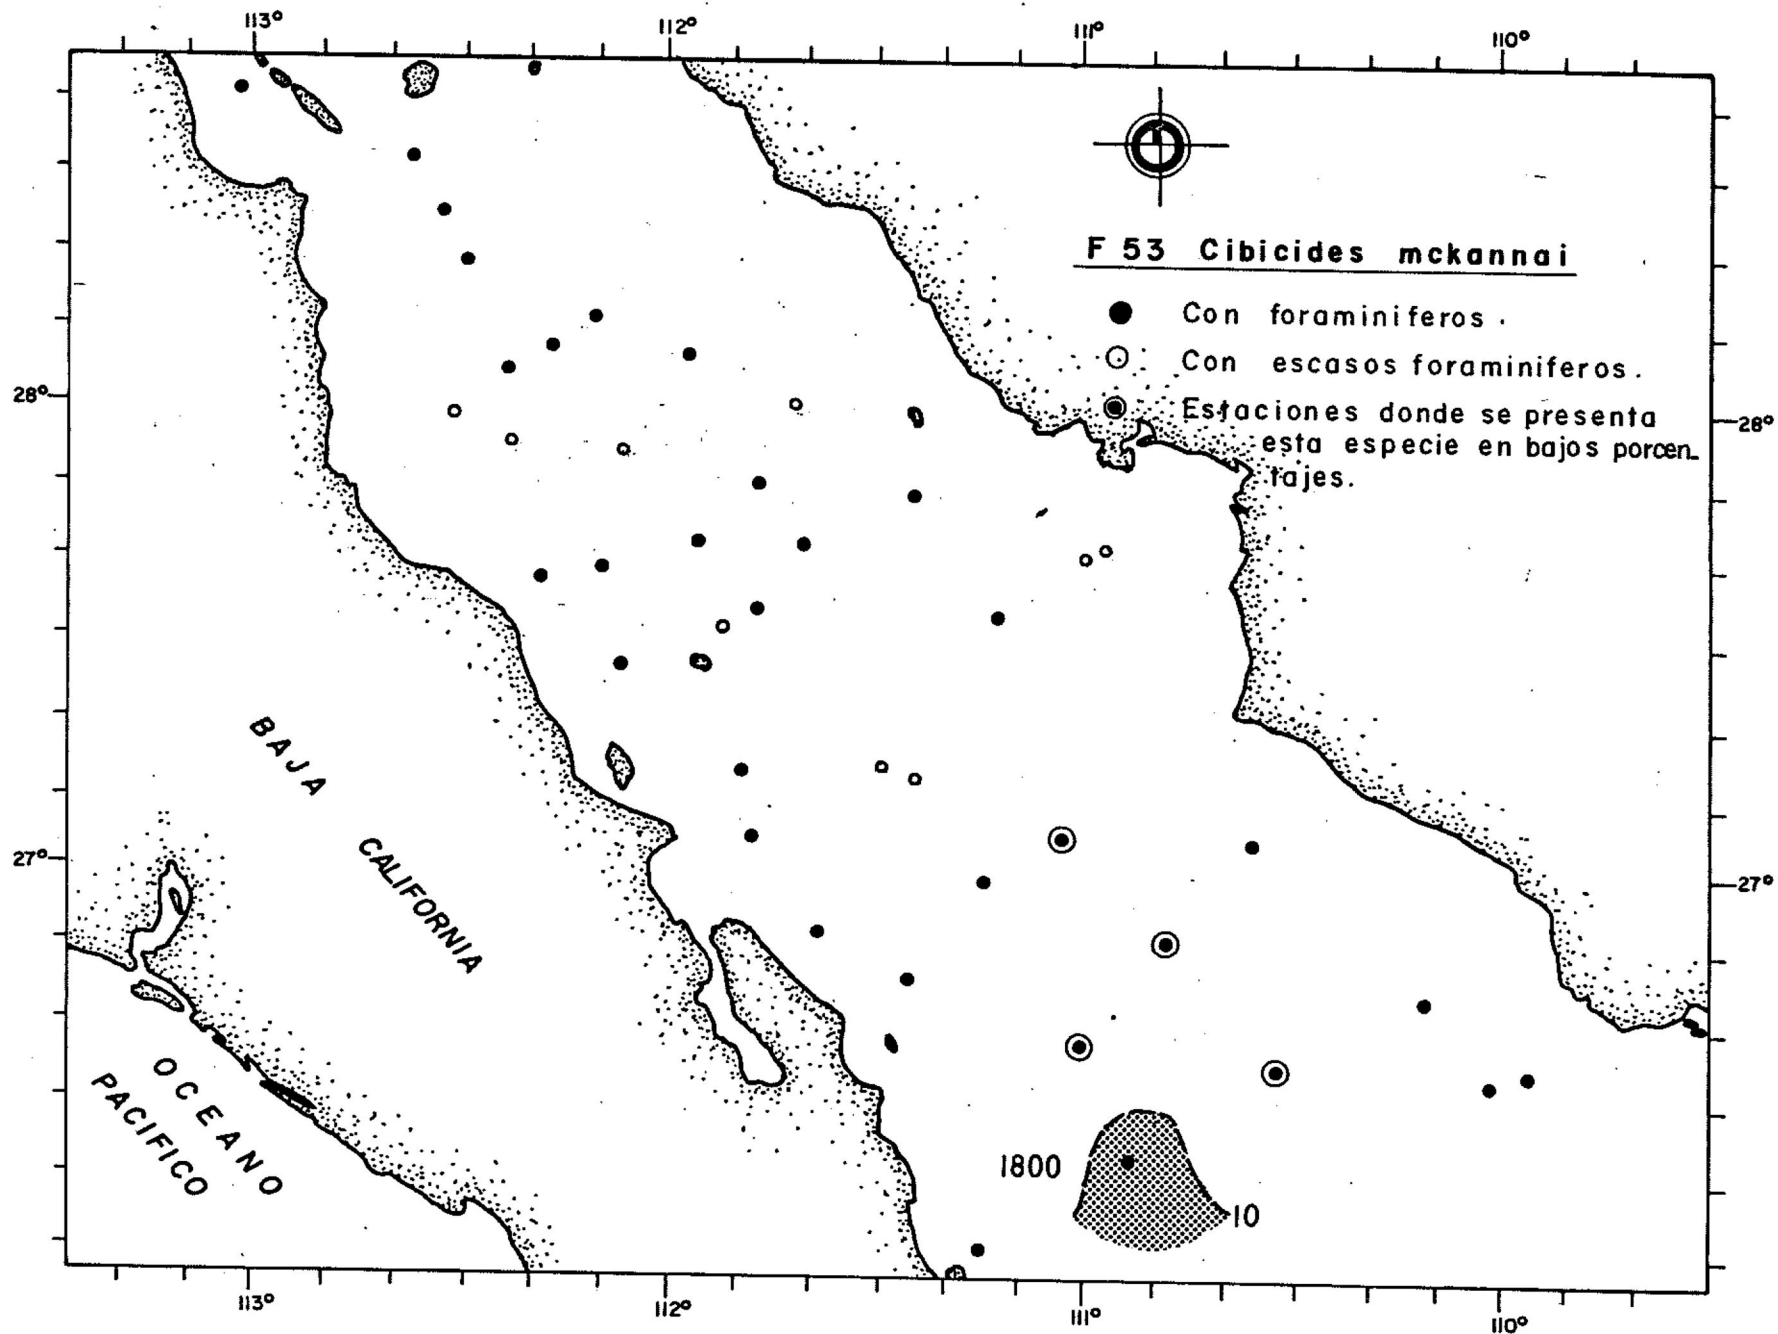 113°
112°
111°
110°
F 53 Cibicides mckannai
Con foraminiferos.
Con escasos foraminiferos.
Estaciones donde se presenta
esta especie en bajos porcen-
tajes.
28°
28°
BAJA
CALIFORNIA
27°
27°
OCEANO
PACIFICO
1800
10
113°
112°
111°
110°